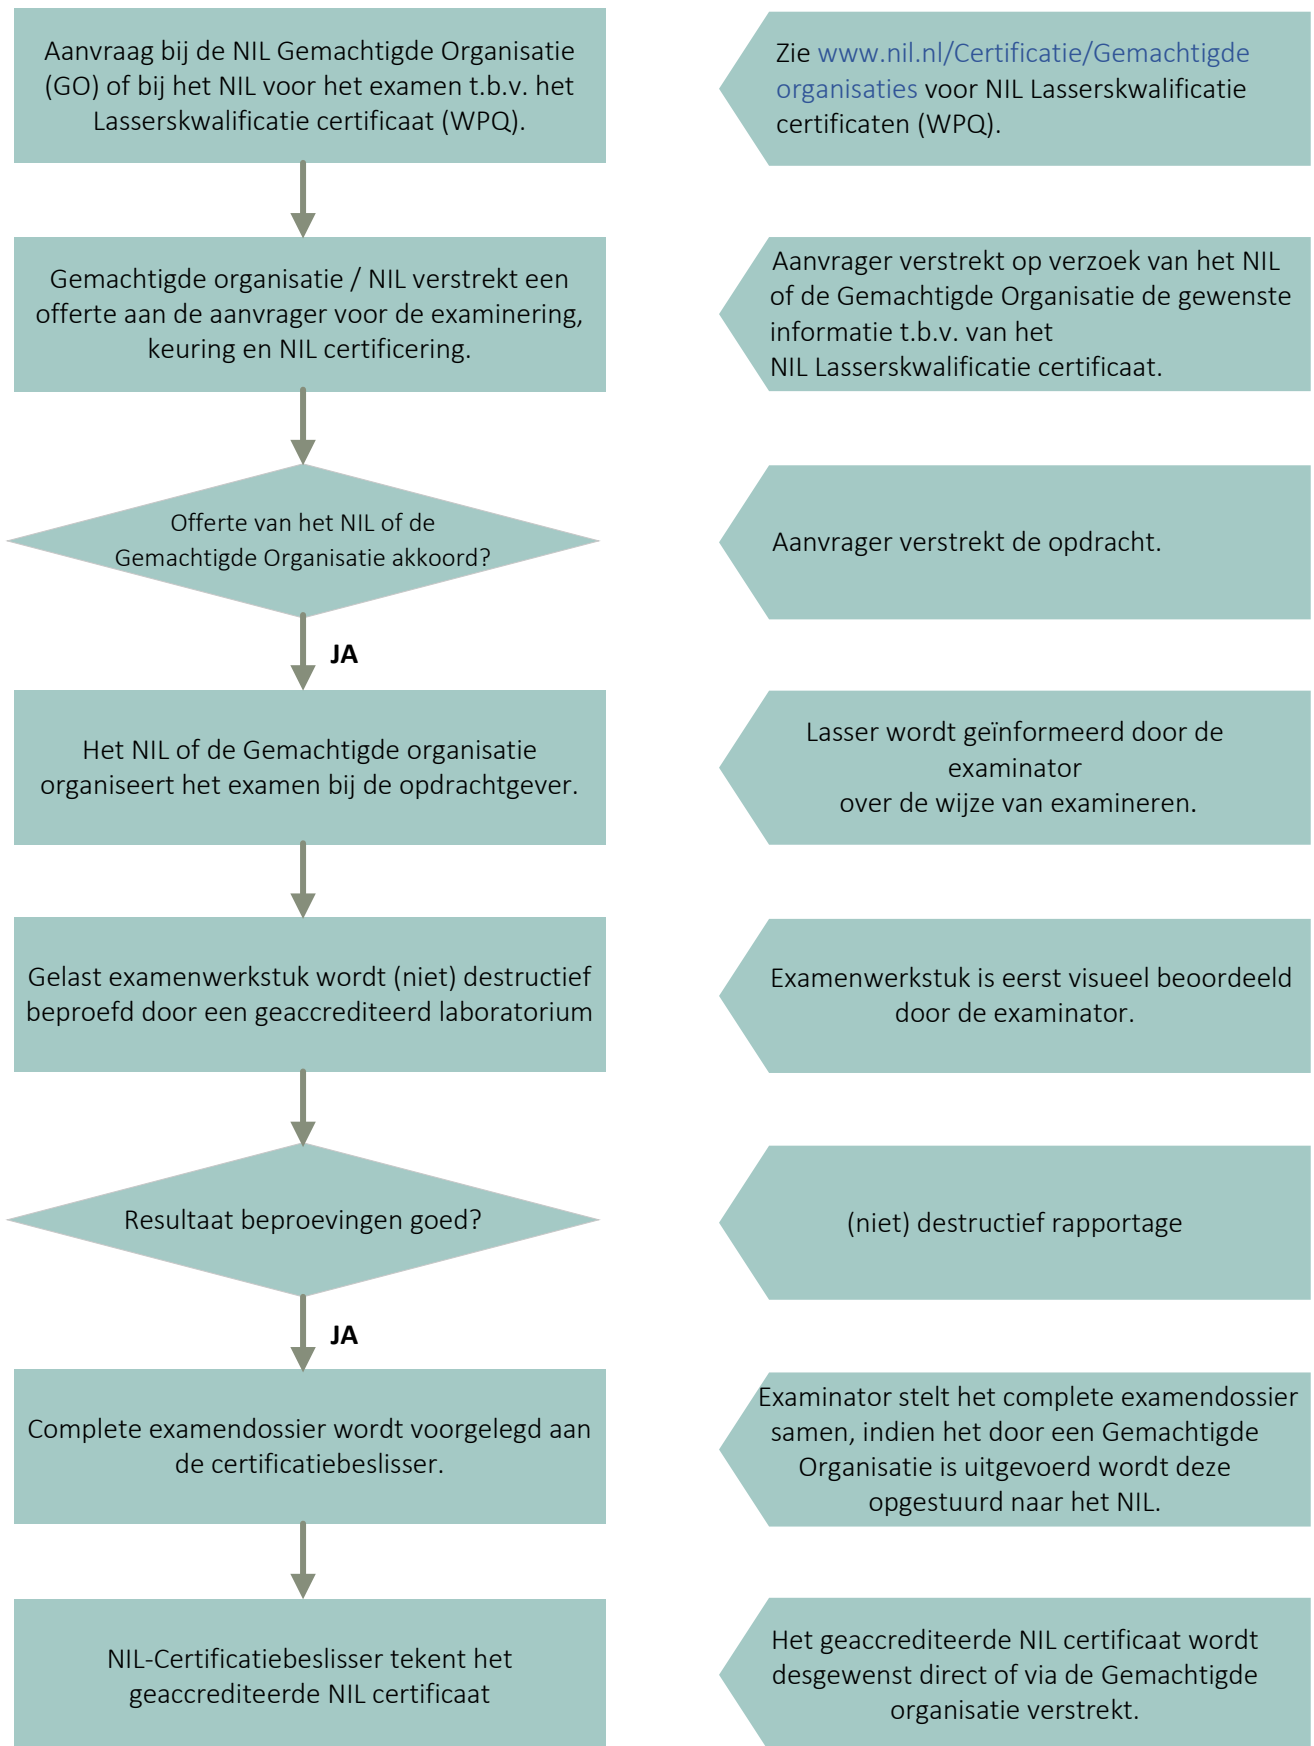 Aanvraag bij de NIL Gemachtigde Organisatie
(GO) of bij het NIL voor het examen t.b.v. het
Lasserskwalificatie certificaat (WPQ).
Zie www.nil.nl/Certificatie/Gemachtigde
organisaties voor NIL Lasserskwalificatie
certificaten (WPQ).
Gemachtigde organisatie / NIL verstrekt een
offerte aan de aanvrager voor de examinering,
keuring en NIL certificering.
Aanvrager verstrekt op verzoek van het NIL
of de Gemachtigde Organisatie de gewenste
informatie t.b.v. van het
NIL Lasserskwalificatie certificaat.
Offerte van het NIL of de
Gemachtigde Organisatie akkoord?
Aanvrager verstrekt de opdracht.
JA
Het NIL of de Gemachtigde organisatie
organiseert het examen bij de opdrachtgever.
Lasser wordt geïnformeerd door de
examinator
over de wijze van examineren.
Gelast examenwerkstuk wordt (niet) destructief
beproefd door een geaccrediteerd laboratorium
Examenwerkstuk is eerst visueel beoordeeld
door de examinator.
Resultaat beproevingen goed?
(niet) destructief rapportage
JA
Complete examendossier wordt voorgelegd aan
de certificatiebeslisser.
Examinator stelt het complete examendossier
samen, indien het door een Gemachtigde
Organisatie is uitgevoerd wordt deze
opgestuurd naar het NIL.
NIL-Certificatiebeslisser tekent het
geaccrediteerde NIL certificaat
Het geaccrediteerde NIL certificaat wordt
desgewenst direct of via de Gemachtigde
organisatie verstrekt.